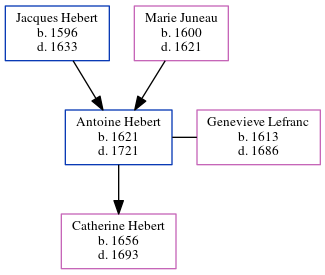 Jacques Hebert
b. 1596
d. 1633
Marie Juneau
b. 1600
d. 1621
Antoine Hebert
b. 1621
d. 1721
Genevieve Lefranc
b. 1613
d. 1686
Catherine Hebert
b. 1656
d. 1693